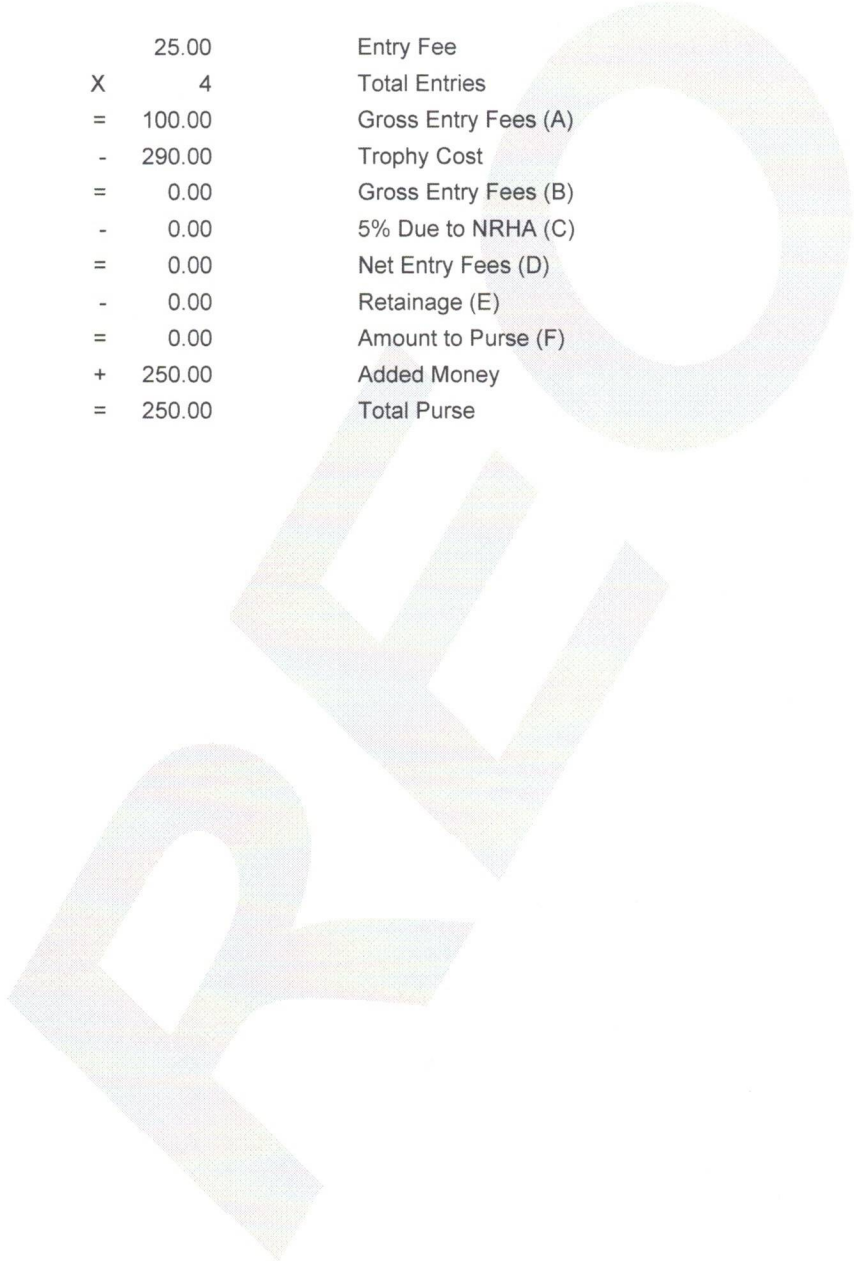 25.00 Entry Fee
X 4 Total Entries
= 100.00 Gross Entry Fees (A)
- 290.00 Trophy Cost
= 0.00 Gross Entry Fees (B)
- 0.00 5% Due to NRHA (C)
= 0.00 Net Entry Fees (D)
- 0.00 Retainage (E)
= 0.00 Amount to Purse (F)
+ 250.00 Added Money
= 250.00 Total Purse
REO